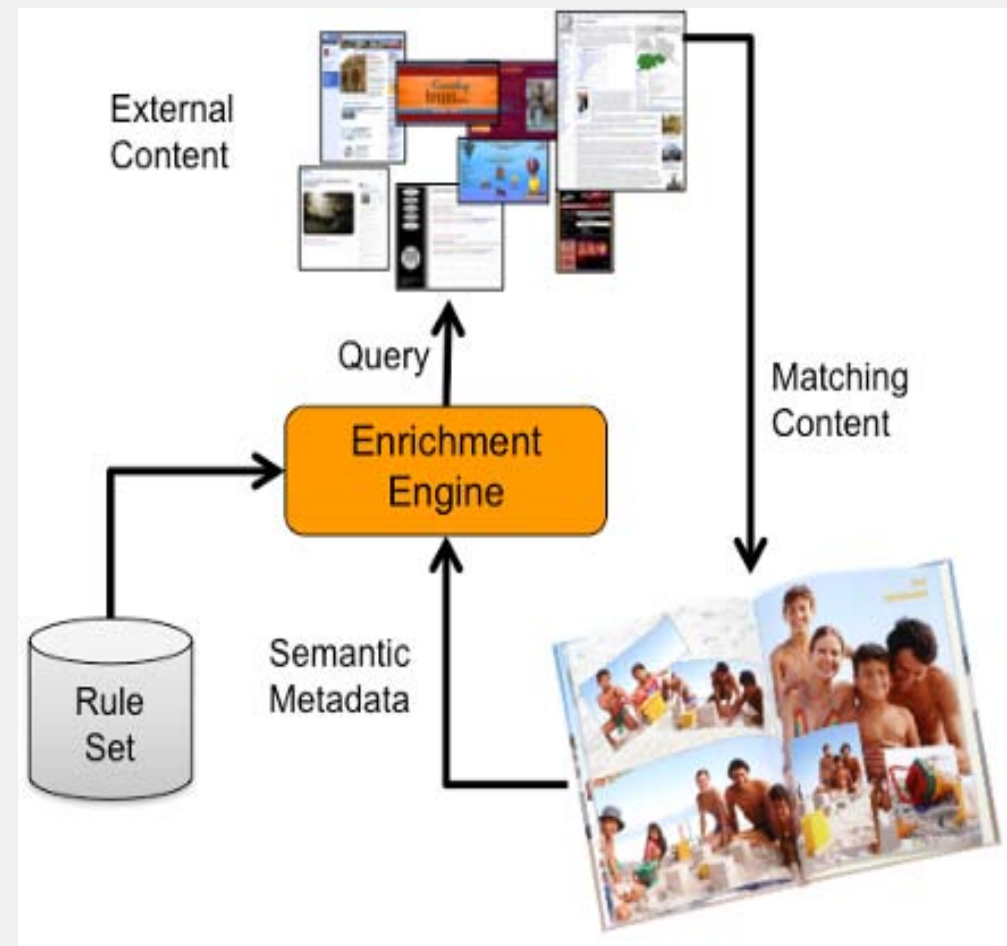 External
Content
Query
Matching
Content
Enrichment
Engine
Semantic
Metadata
Rule
Set